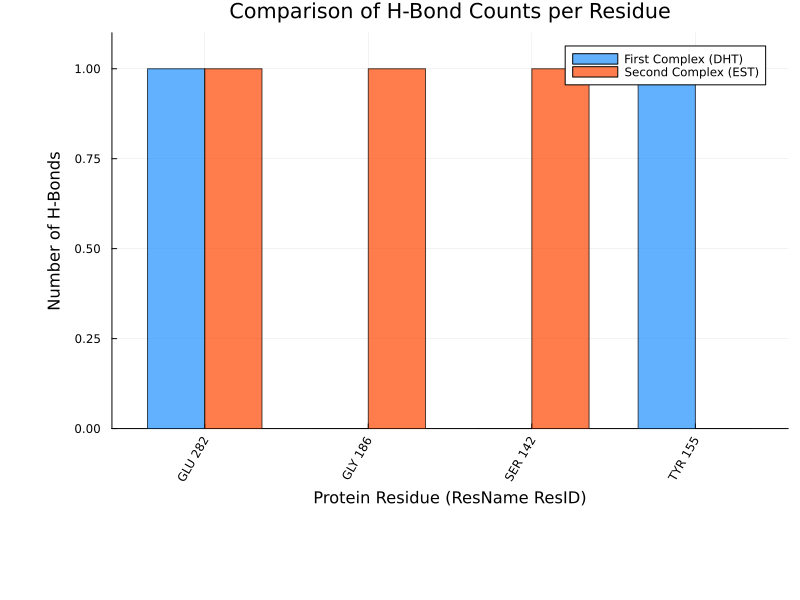 Comparison of H-Bond Counts per Residue
First Complex (DHT)
Second Complex (EST)
1.00
0.75
0.50
0.25
0.00
Number of H-Bonds
GLU 282
GLY 186
SER 142
TYR 155
Protein Residue (ResName ResID)